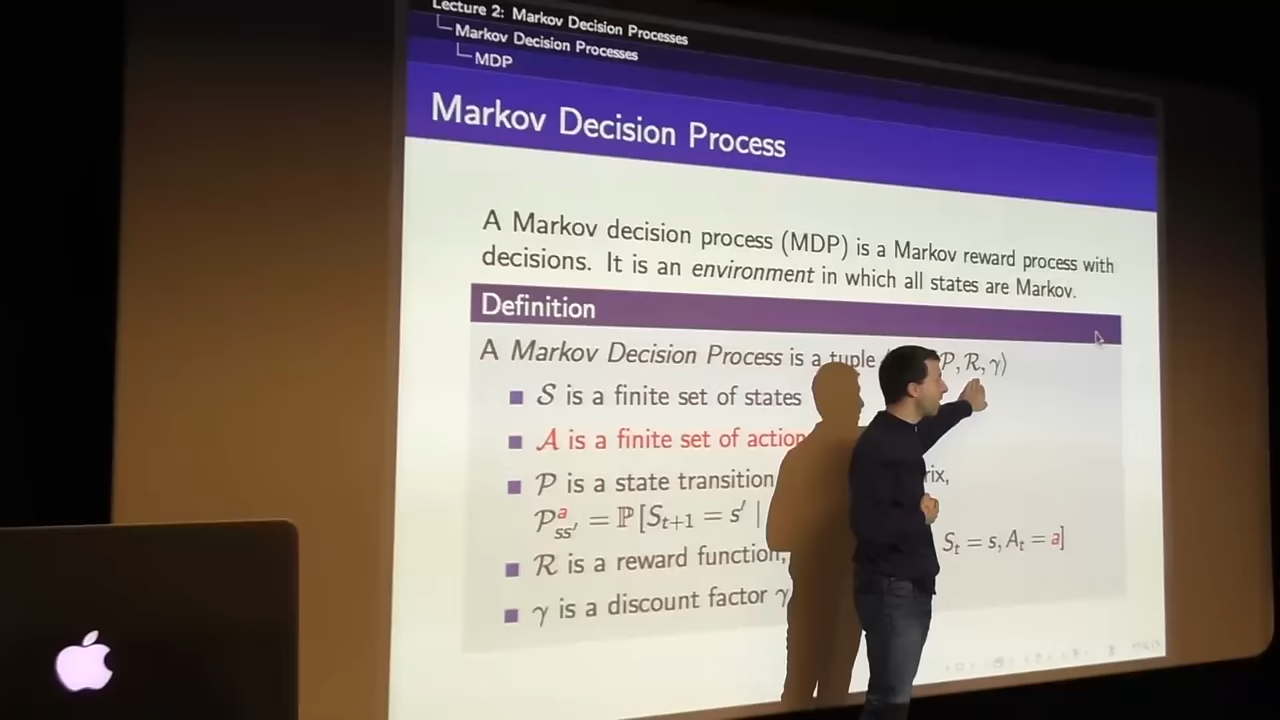 Lecture 2: Markov Decision Processes
Markov Decision Processes
MDP
Markov Decision Process
A Markov decision process (MDP) is a Markov reward process with
decisions. It is an environment in which all states are Markov.
Definition
A Markov Decision Process is a tuple ⟨ 𝒫, ℛ, γ⟩
𝒮 is a finite set of states
𝒜 is a finite set of action
𝒫 is a state transition rix,
𝒫ᵃₛₛ′ = ℙ [Sₜ₊₁ = s′ |
ℛ is a reward function, Sₜ = s, Aₜ = a]
γ is a discount factor γ